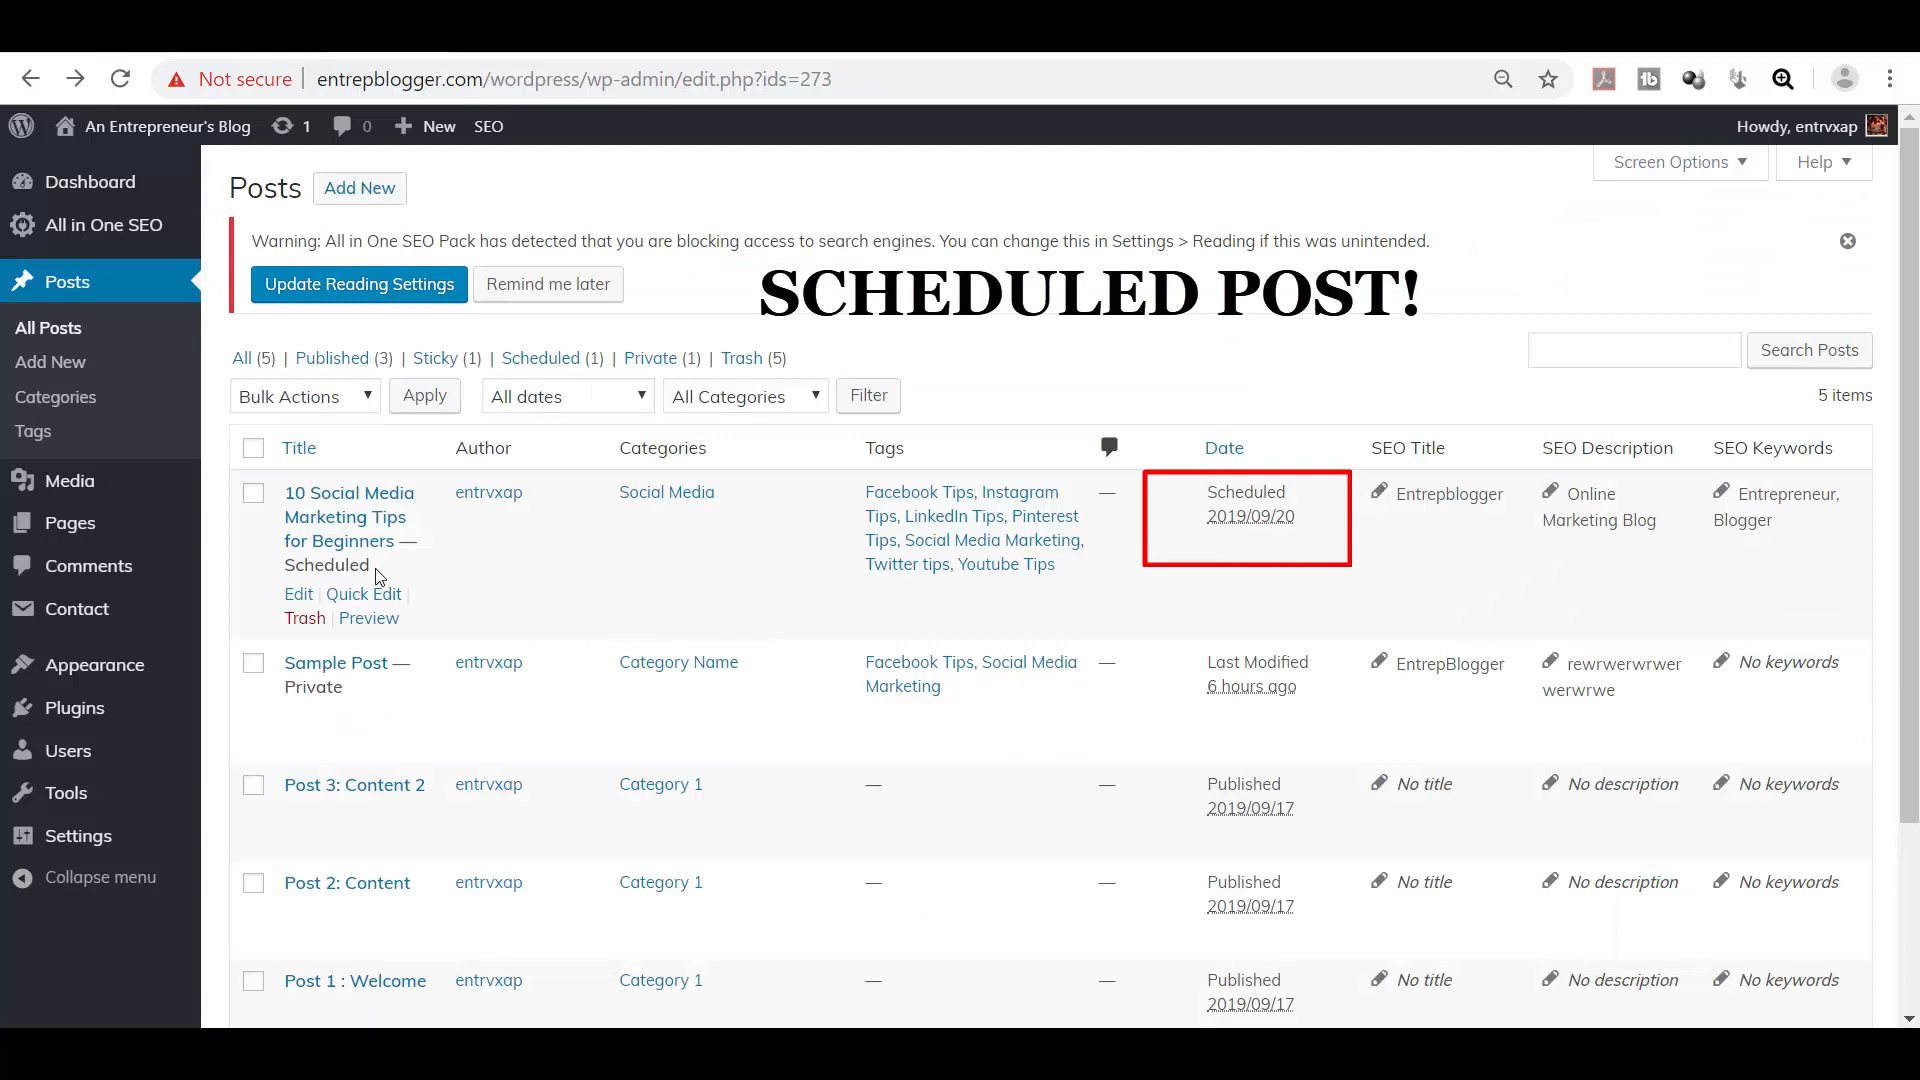 Not secure entrepblogger.com/wordpress/wp-admin/edit.php?ids=273
An Entrepreneur's Blog 1 0 New SEO Howdy, entrvxap
Dashboard
All in One SEO
Posts
All Posts
Add New
Categories
Tags
Media
Pages
Comments
Contact
Appearance
Plugins
Users
Tools
Settings
Collapse menu
Screen Options Help
Posts Add New
Warning: All in One SEO Pack has detected that you are blocking access to search engines. You can change this in Settings > Reading if this was unintended.
Update Reading Settings Remind me later
SCHEDULED POST!
All (5) | Published (3) | Sticky (1) | Scheduled (1) | Private (1) | Trash (5)
Search Posts
Bulk Actions Apply All dates All Categories Filter
5 items
Title Author Categories Tags Date SEO Title SEO Description SEO Keywords
10 Social Media
Marketing Tips
for Beginners —
Scheduled
Edit | Quick Edit |
Trash | Preview
entrvxap
Social Media
Facebook Tips, Instagram
Tips, LinkedIn Tips, Pinterest
Tips, Social Media Marketing,
Twitter tips, Youtube Tips
—
Scheduled
2019/09/20
Entrepblogger
Online
Marketing Blog
Entrepreneur,
Blogger
Sample Post —
Private
entrvxap
Category Name
Facebook Tips, Social Media
Marketing
—
Last Modified
6 hours ago
EntrepBlogger
rewrwerwrwer
werwrwe
No keywords
Post 3: Content 2
entrvxap
Category 1
—
—
Published
2019/09/17
No title
No description
No keywords
Post 2: Content
entrvxap
Category 1
—
—
Published
2019/09/17
No title
No description
No keywords
Post 1 : Welcome
entrvxap
Category 1
—
—
Published
2019/09/17
No title
No description
No keywords